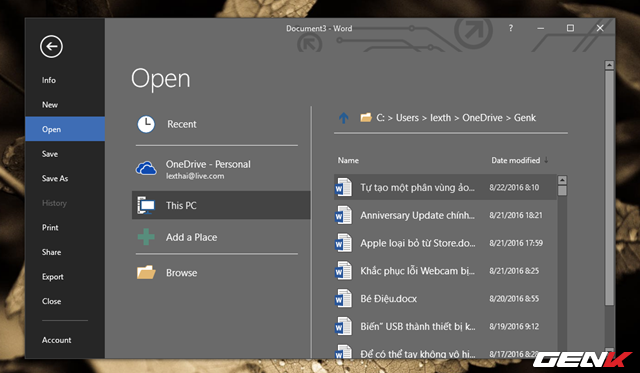 Document3 - Word
?
Info
New
Open
Save
Save As
History
Print
Share
Export
Close
Account
Open
Recent
OneDrive - Personal
lexthai@live.com
This PC
Add a Place
Browse
C: > Users > lexth > OneDrive > Genk
Name Date modified
Tự tạo một phân vùng ảo... 8/22/2016 8:10
Anniversary Update chính... 8/21/2016 18:21
Apple loại bỏ từ Store.do... 8/21/2016 17:59
Khắc phục lỗi Webcam bị... 8/21/2016 8:25
Bé Điệu.docx 8/20/2016 8:55
Biến" USB thành thiết bị k... 8/19/2016 9:12
Để có thể tay không vô hi... 8/17/2016 8:28
GENK